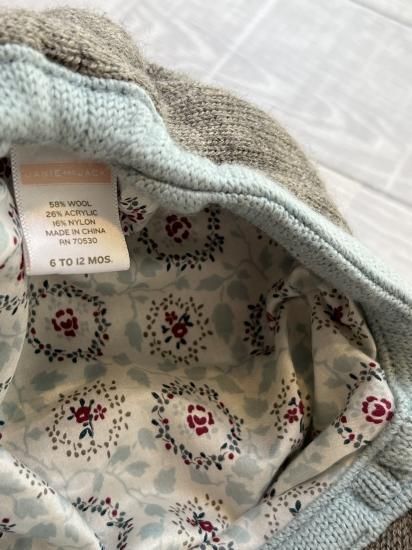 JANIE AND JACK
58% WOOL
26% ACRYLIC
16% NYLON
MADE IN CHINA
RN 70530
6 TO 12 MOS.